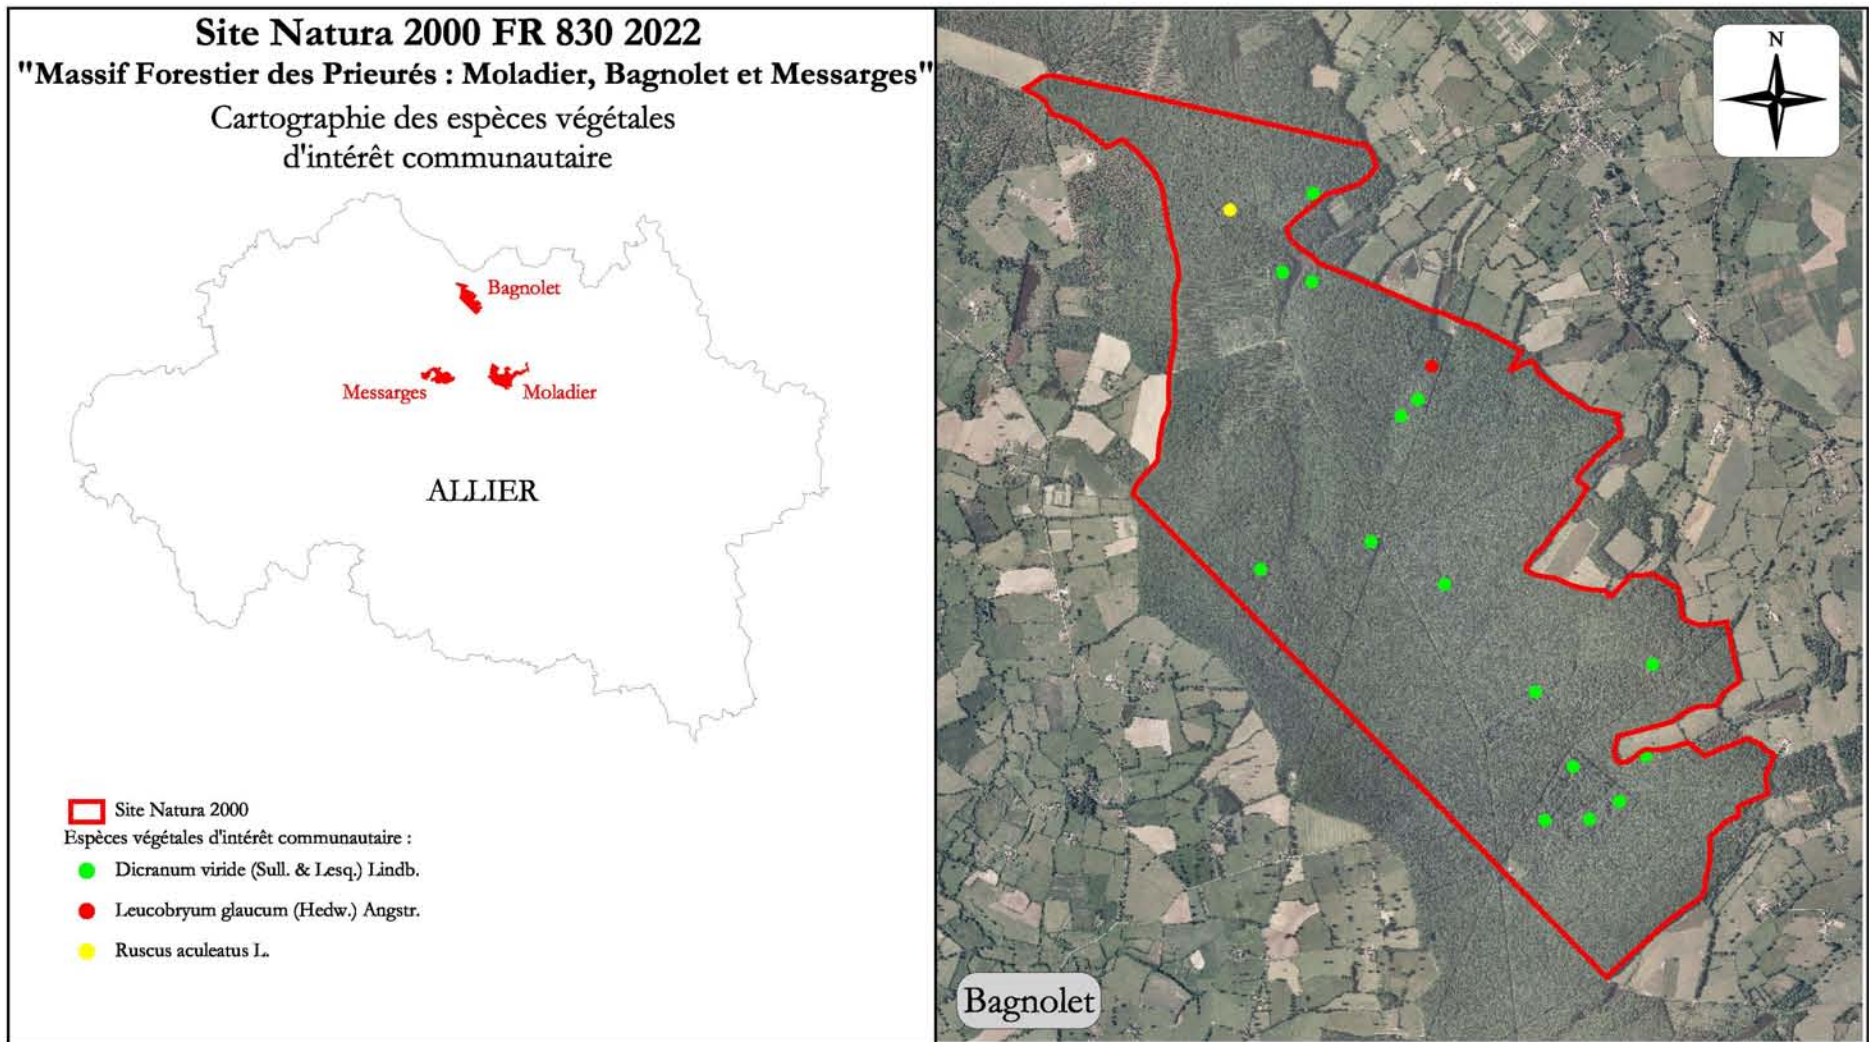 Site Natura 2000 FR 830 2022
"Massif Forestier des Prieurés : Moladier, Bagnolet et Messarges"
Cartographie des espèces végétales
d'intérêt communautaire
Bagnolet
Messarges
Moladier
ALLIER
Site Natura 2000
Espèces végétales d'intérêt communautaire :
Dicranum viride (Sull. & Lesq.) Lindb.
Leucobryum glaucum (Hedw.) Angstr.
Ruscus aculeatus L.
N
Bagnolet